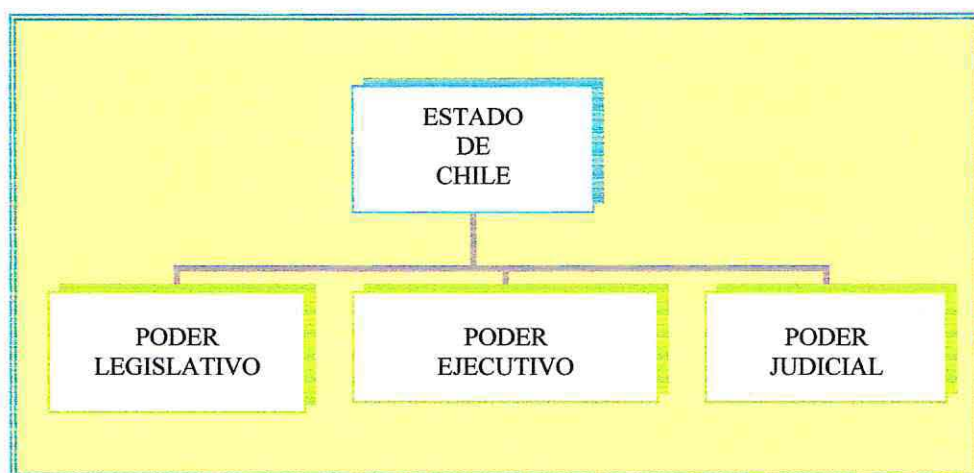 ESTADO
DE
CHILE
PODER
LEGISLATIVO
PODER
EJECUTIVO
PODER
JUDICIAL